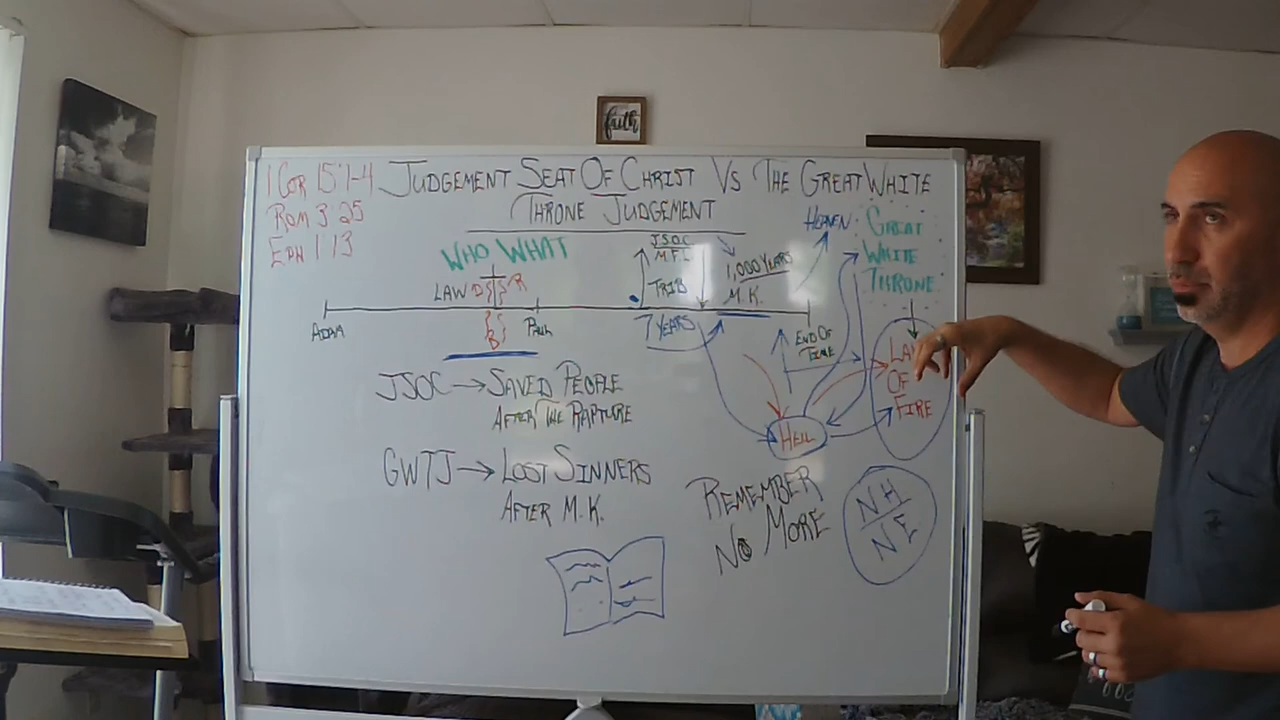 faith
1 COR 15:1-4
ROM 3 25
EPH 1 13
JUDGEMENT SEAT OF CHRIST VS THE GREAT WHITE
THRONE JUDGEMENT
WHO WHAT
LAW D R
B
ADAM
PAUL
J.S.O.C
TRIB
7 YEARS
1,000 YEARS
M.K.
HEAVEN:
GREAT
WHITE
THRONE
END OF
TIME
OF
FIRE
HELL
JSOC → SAVED PEOPLE
AFTER THE RAPTURE
GWTJ → LOST SINNERS
AFTER M.K.
REMEMBER
NO MORE
NH
NE